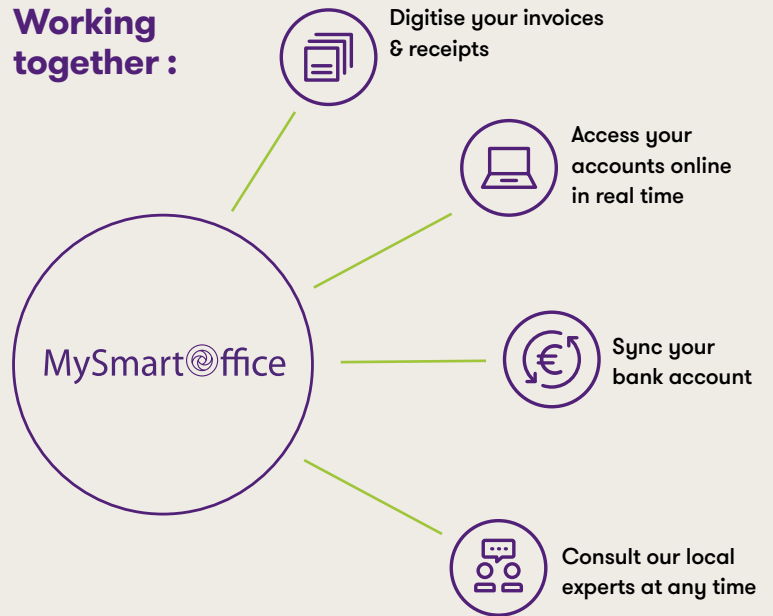 Working
together :
Digitise your invoices
& receipts
Access your
accounts online
in real time
MySmartOffice
Sync your
bank account
€
Consult our local
experts at any time